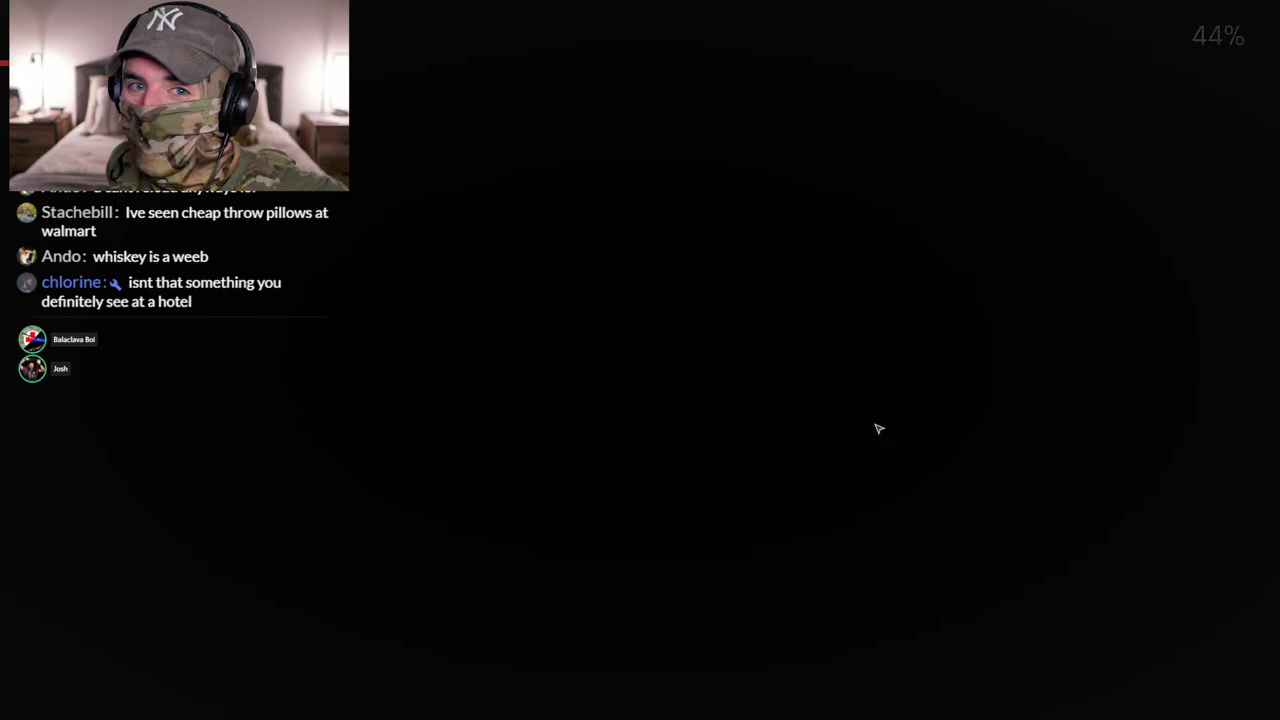 NY
44%
Stachebill: Ive seen cheap throw pillows at
walmart
Ando: whiskey is a weeb
chlorine: isnt that something you
definitely see at a hotel
Balaclava Boi
Josh